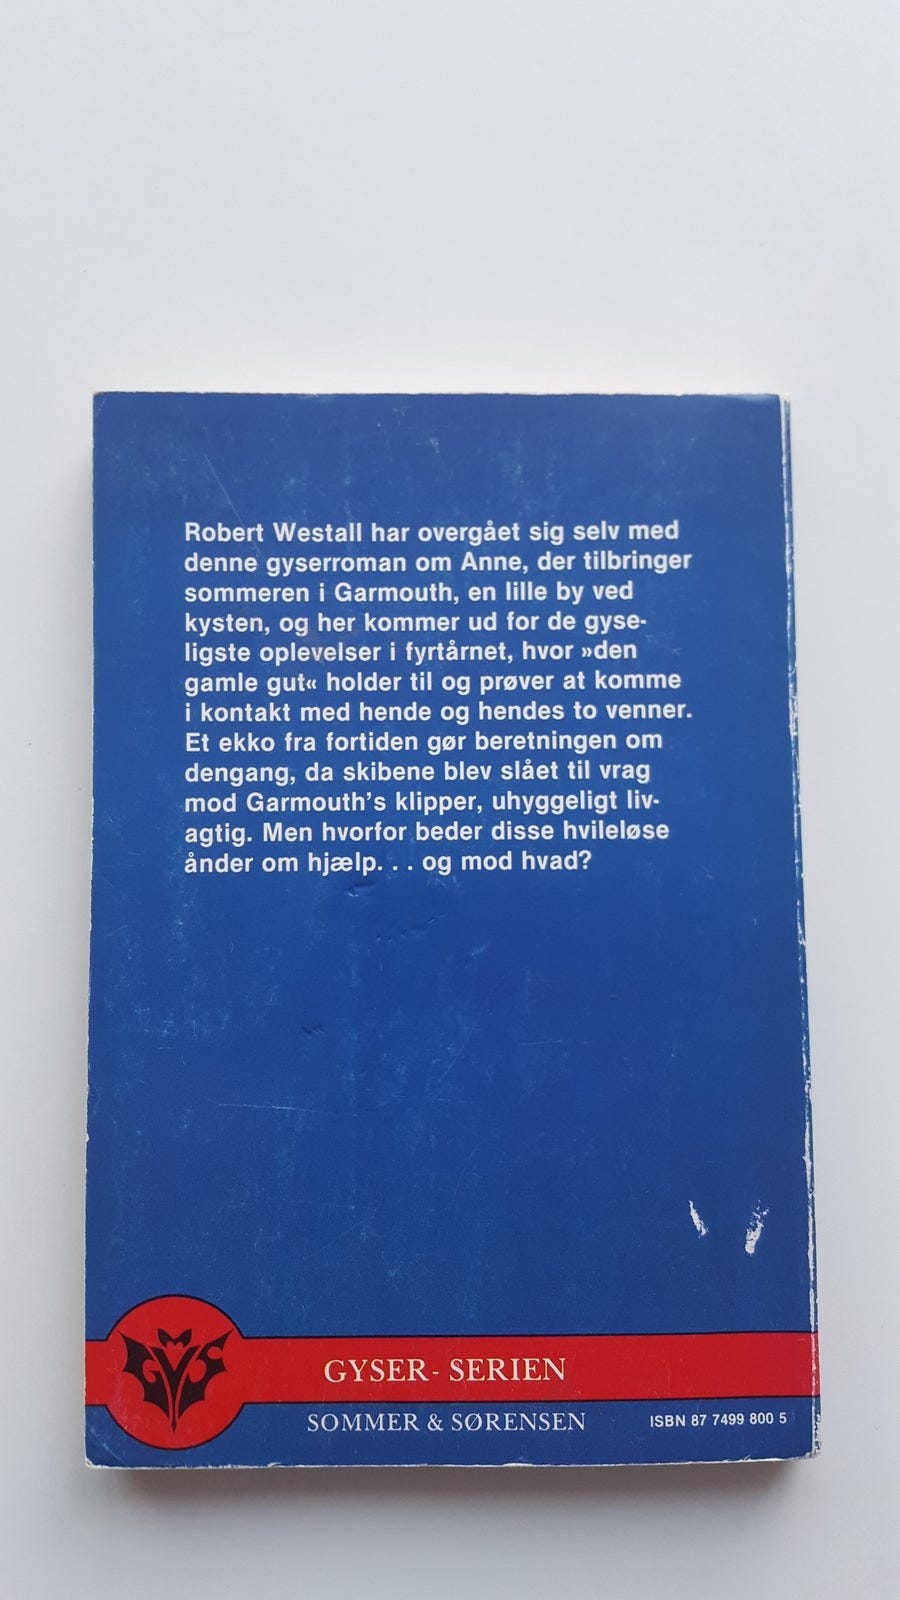 Robert Westall har overgået sig selv med
denne gyserroman om Anne, der tilbringer
sommeren i Garmouth, en lille by ved
kysten, og her kommer ud for de gyse-
ligste oplevelser i fyrtårnet, hvor »den
gamle gut« holder til og prøver at komme
i kontakt med hende og hendes to venner.
Et ekko fra fortiden gør beretningen om
dengang, da skibene blev slået til vrag
mod Garmouth's klipper, uhyggeligt liv-
agtig. Men hvorfor beder disse hvileløse
ånder om hjælp. . . og mod hvad?
GYS
GYSER- SERIEN
SOMMER & SØRENSEN
ISBN 87 7499 800 5